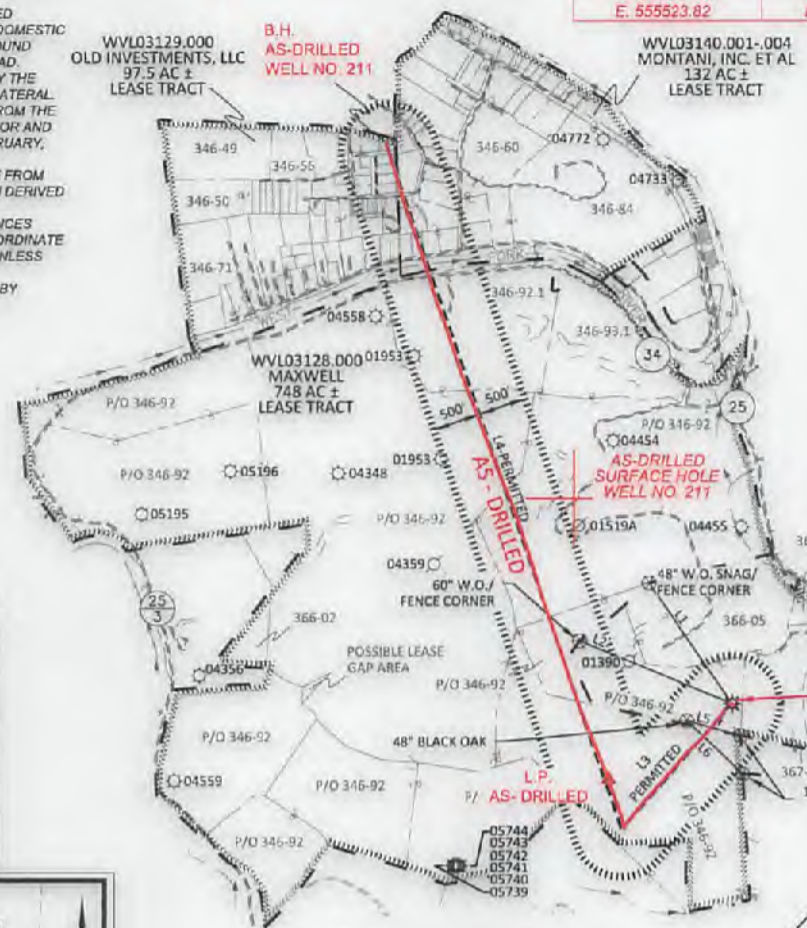 ED
DOMESTIC
OUND
AD.
Y THE
ATERAL
ROM THE
OR AND
RUARY,
S FROM
N DERIVED
NCES
ORDINATE
NLESS
BY
E. 555523.82
WVL03129.000
OLD INVESTMENTS, LLC
97.5 AC ±
LEASE TRACT
B.H.
AS-DRILLED
WELL NO. 211
WVL03140.001-.004
MONTANI, INC. ET AL
132 AC ±
LEASE TRACT
346-49
346-60
04772
04733
346-50
346-84
346-71
FORK
346-92.1
L
04558
346-93.1
34
WVL03128.000
MAXWELL
748 AC ±
LEASE TRACT
01953
P/O 346-92
500'
500'
25
P/O 346-92
04454
L4 PERMITTED
AS - DRILLED
AS-DRILLED
SURFACE HOLE
WELL NO. 211
P/O 346-92
05196
04348
01953
05195
P/O 346-92
01519A
04455
04359
60" W.O./
FENCE CORNER
48" W.O. SNAG/
FENCE CORNER
25
3
366-02
L1
366-05
L2
POSSIBLE LEASE
GAP AREA
01390
04356
P/O 346-92
P/O 346-92
P/O 346-92
48" BLACK OAK
L5
L6
L3
PERMITTED
367-
04559
P/O 346-92
P/
L.P.
AS- DRILLED
P/O 346-92
P/O 346-92
05744
05743
05742
05741
05740
05739